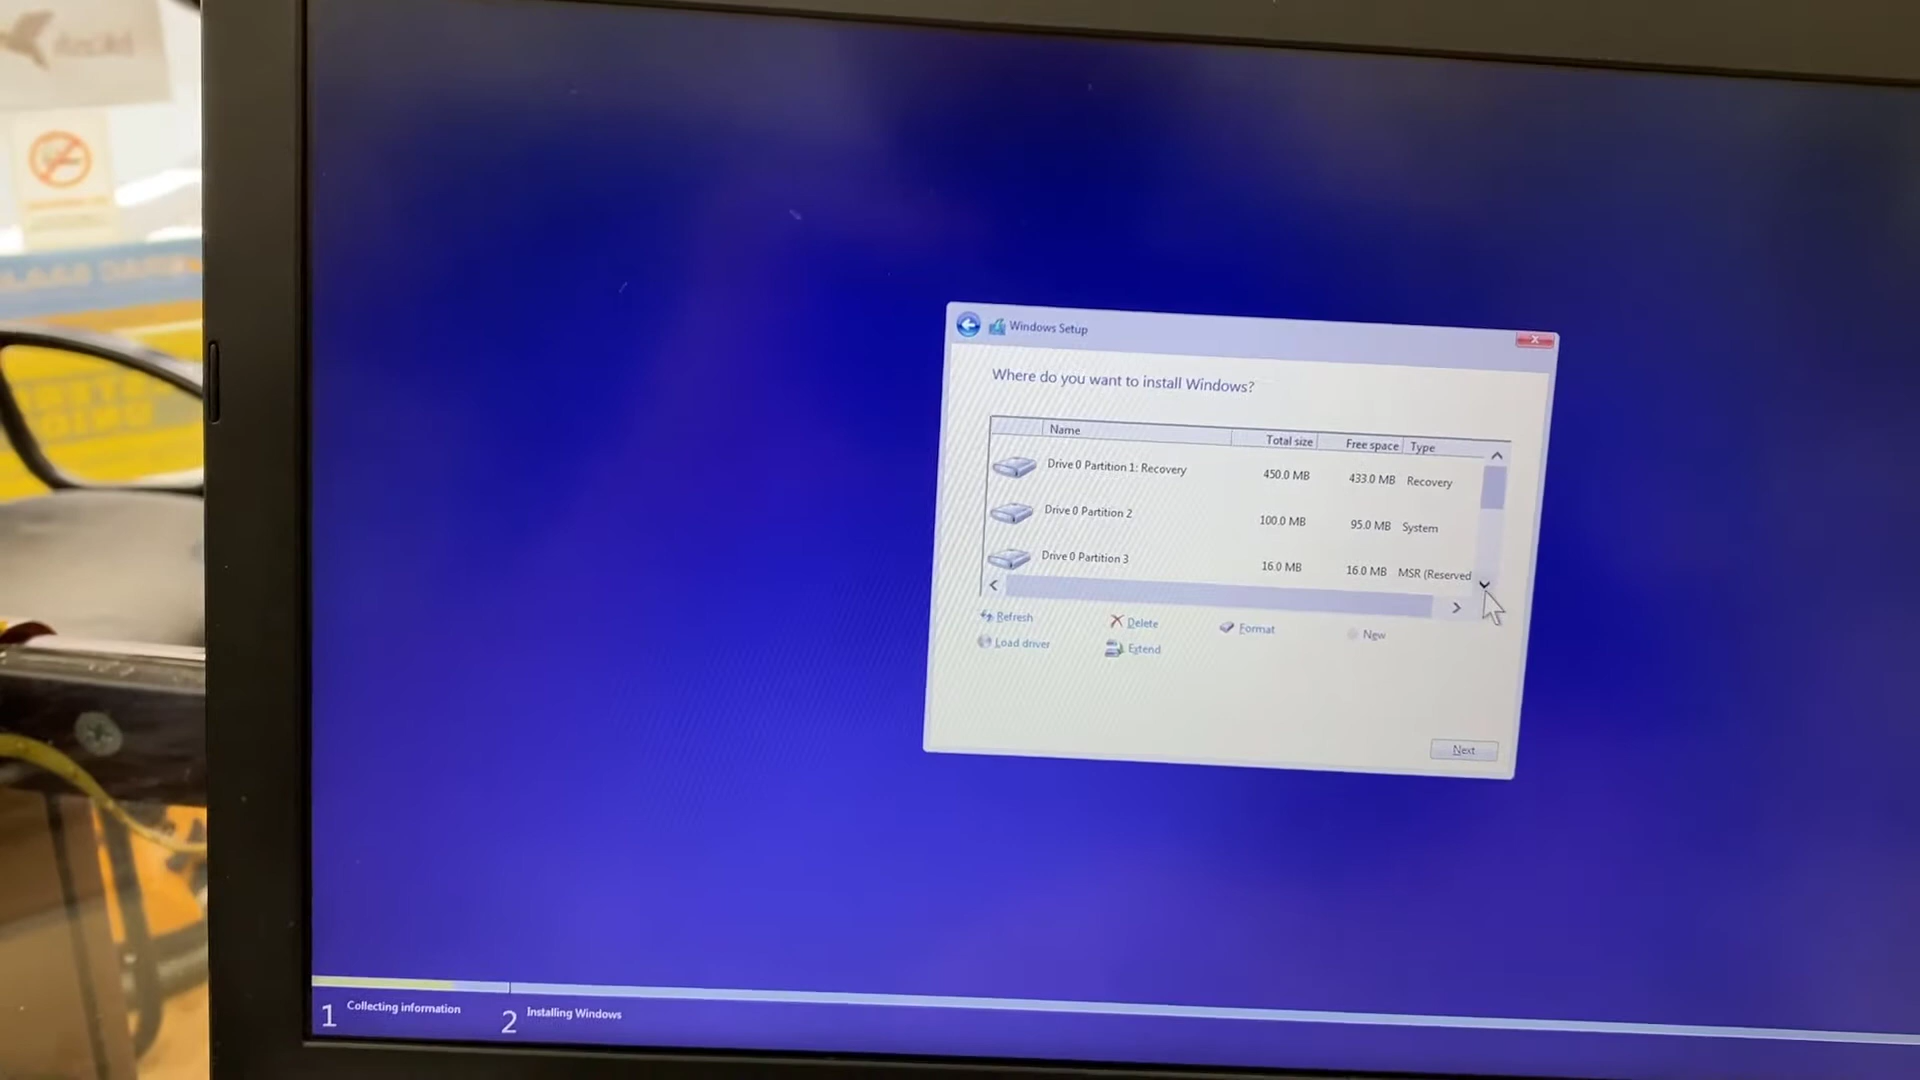 Windows Setup
Where do you want to install Windows?
Name Total size Free space Type
Drive 0 Partition 1: Recovery 450.0 MB 433.0 MB Recovery
Drive 0 Partition 2 100.0 MB 95.0 MB System
Drive 0 Partition 3 16.0 MB 16.0 MB MSR (Reserved
Refresh Delete Format New
Load driver Extend
Next
1 Collecting information 2 Installing Windows